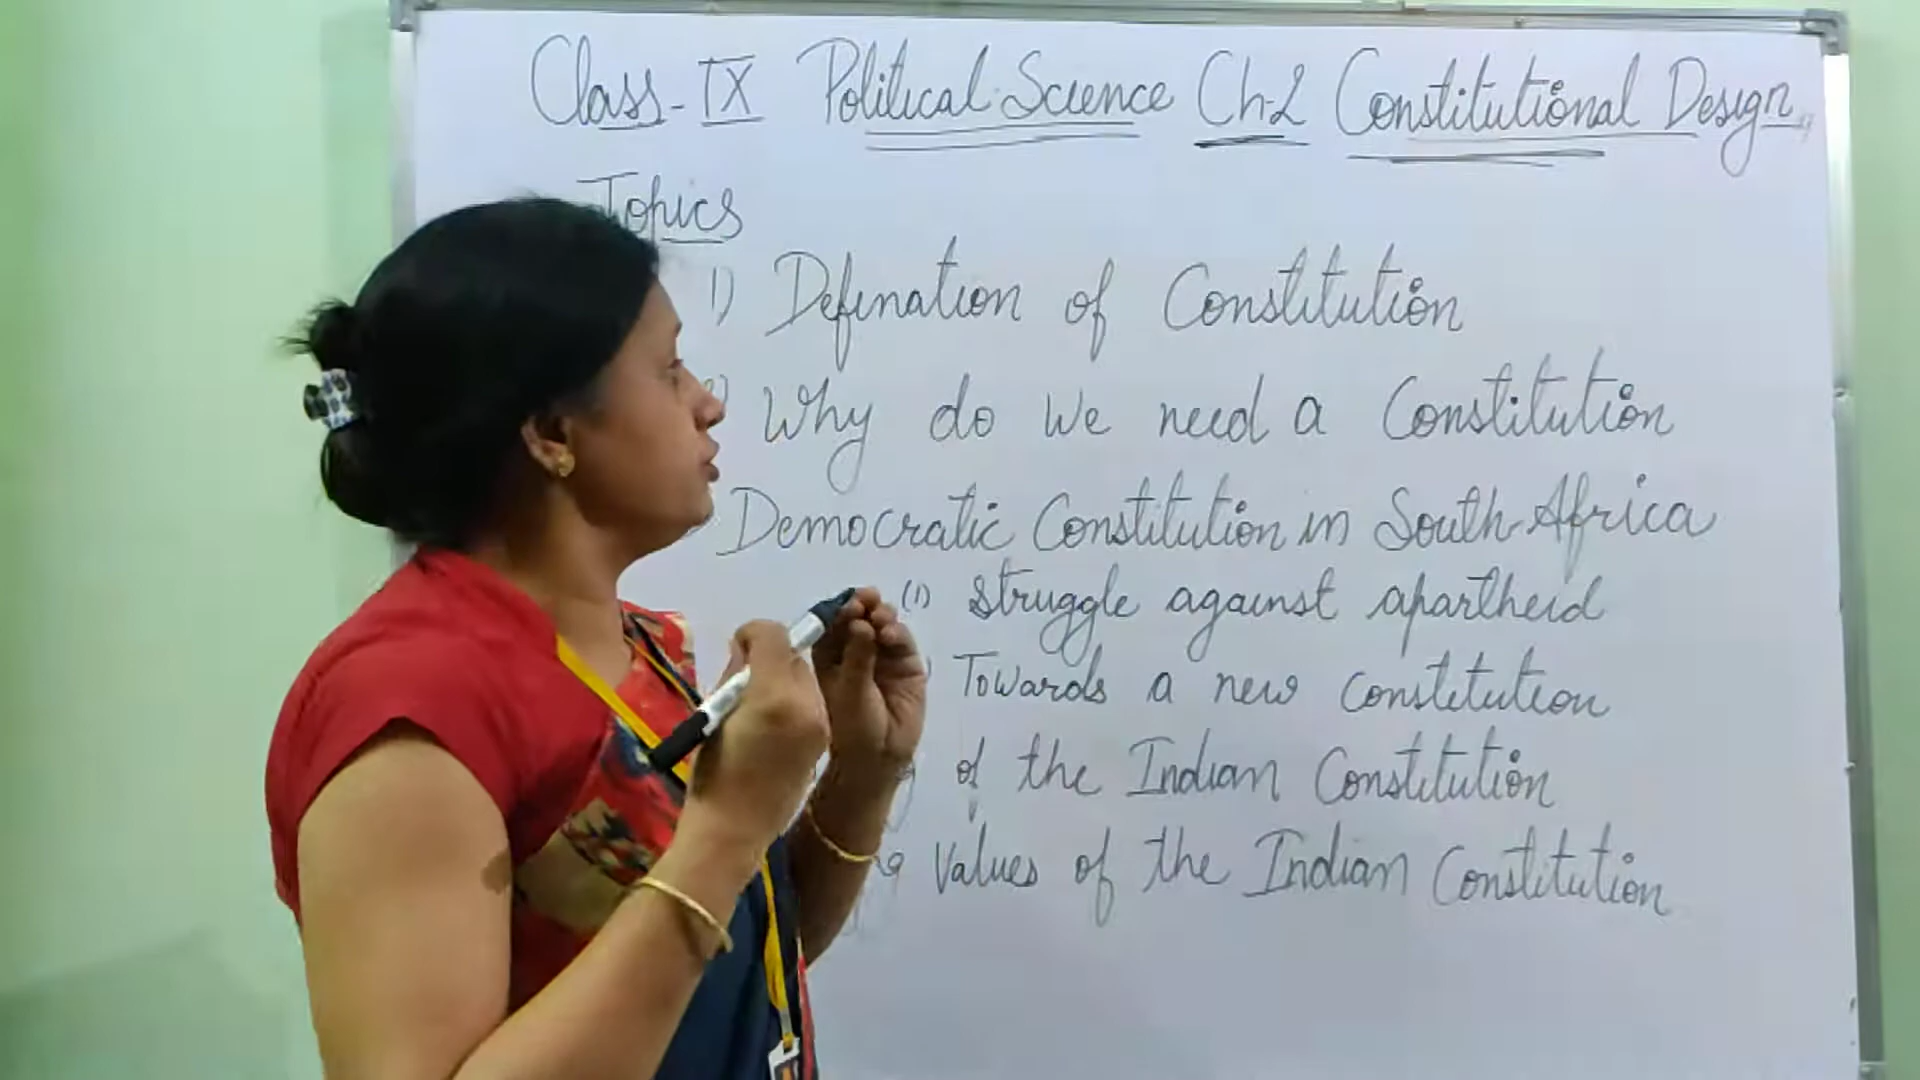 Class-IX Political Science Ch-2 Constitutional Design
Topics
1) Defination of Constitution
2) Why do we need a Constitution
Democratic Constitution in South Africa
(1) Struggle against apartheid
Towards a new Constitution
of the Indian Constitution
values of the Indian Constitution